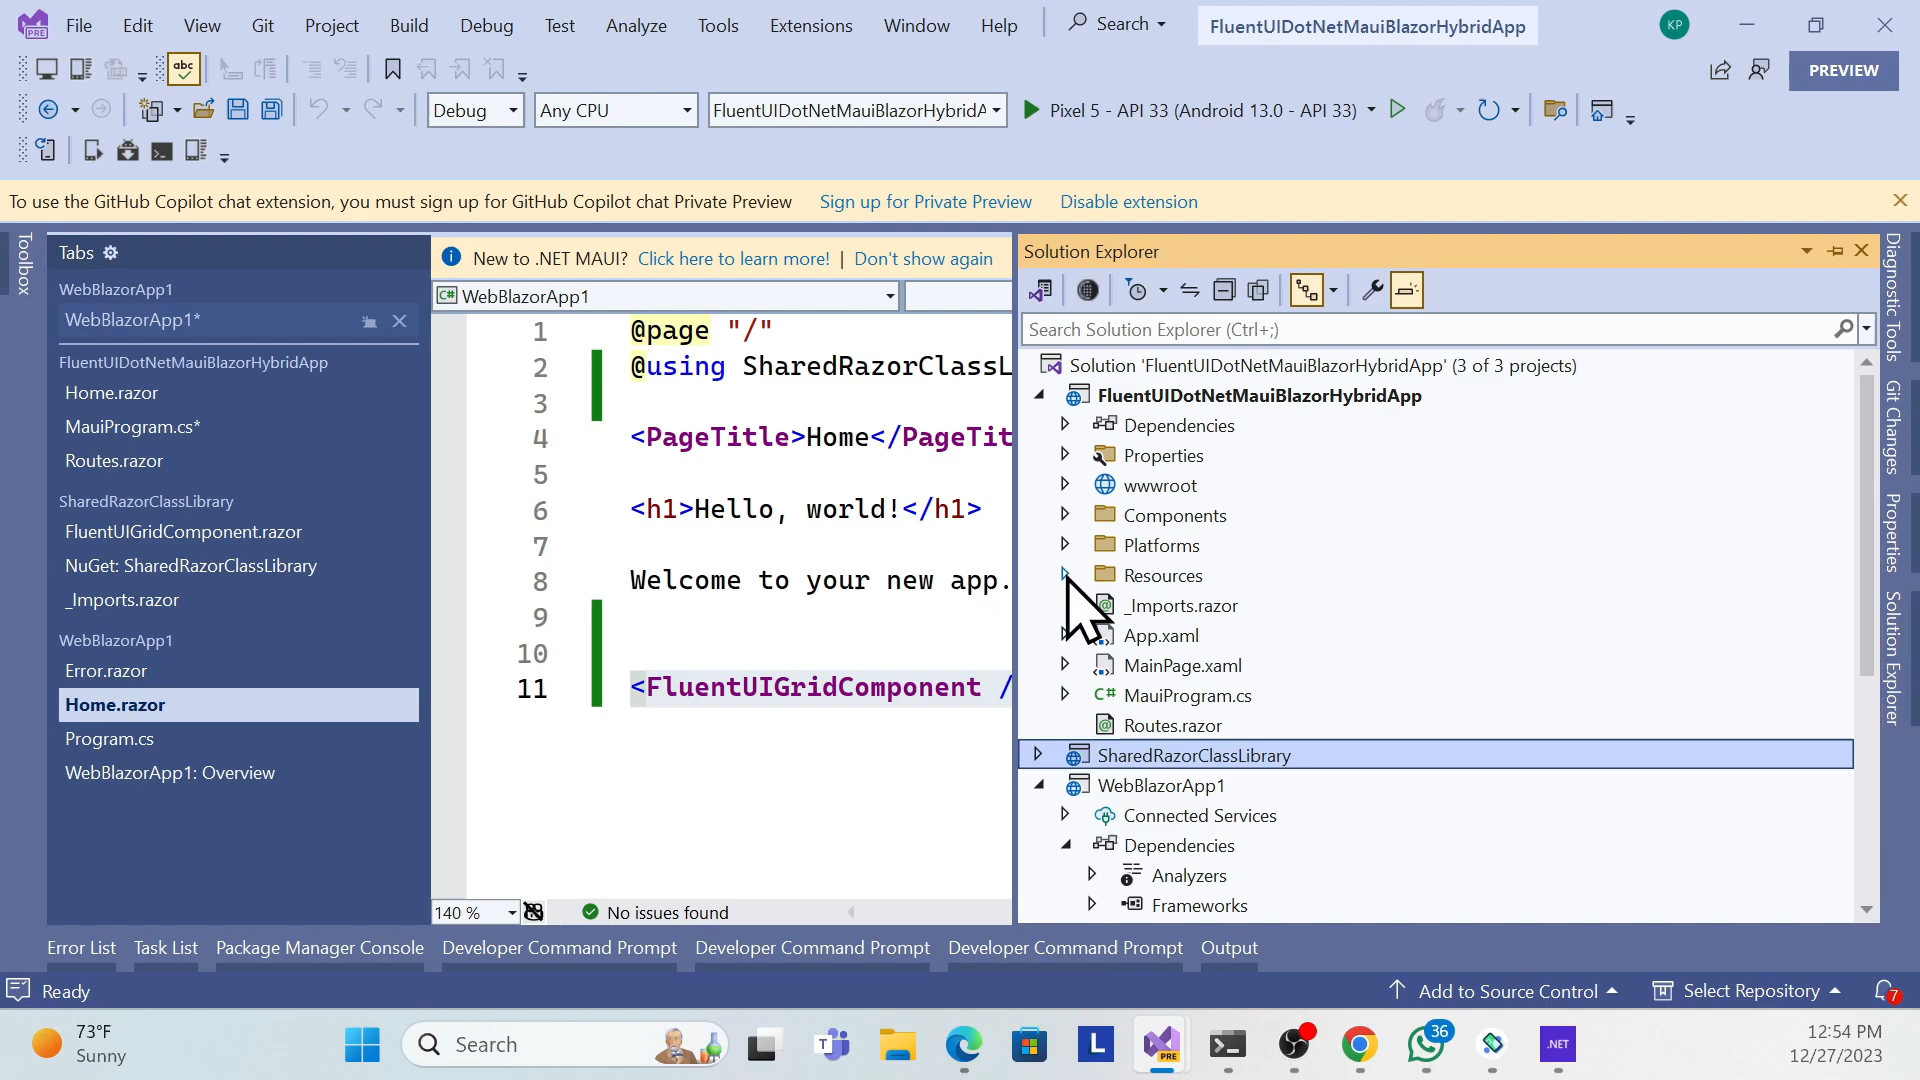 File Edit View Git Project Build Debug Test Analyze Tools Extensions Window Help Search FluentUIDotNetMauiBlazorHybridApp KP
PRE
abc PREVIEW
Debug Any CPU FluentUIDotNetMauiBlazorHybridA Pixel 5 - API 33 (Android 13.0 - API 33)
To use the GitHub Copilot chat extension, you must sign up for GitHub Copilot chat Private Preview Sign up for Private Preview Disable extension
Toolbox
Tabs
WebBlazorApp1
WebBlazorApp1*
FluentUIDotNetMauiBlazorHybridApp
Home.razor
MauiProgram.cs*
Routes.razor
SharedRazorClassLibrary
FluentUIGridComponent.razor
NuGet: SharedRazorClassLibrary
_Imports.razor
WebBlazorApp1
Error.razor
Home.razor
Program.cs
WebBlazorApp1: Overview
New to .NET MAUI? Click here to learn more! | Don't show again
C# WebBlazorApp1
1 @page "/"
2 @using SharedRazorClassL
3
4 <PageTitle>Home</PageTit
5
6 <h1>Hello, world!</h1>
7
8 Welcome to your new app.
9
10
11 <FluentUIGridComponent /
140 % No issues found
Solution Explorer
Search Solution Explorer (Ctrl+;)
Solution 'FluentUIDotNetMauiBlazorHybridApp' (3 of 3 projects)
FluentUIDotNetMauiBlazorHybridApp
Dependencies
Properties
wwwroot
Components
Platforms
Resources
_Imports.razor
App.xaml
MainPage.xaml
C# MauiProgram.cs
Routes.razor
SharedRazorClassLibrary
WebBlazorApp1
Connected Services
Dependencies
Analyzers
Frameworks
Diagnostic Tools
Git Changes
Properties
Solution Explorer
Error List Task List Package Manager Console Developer Command Prompt Developer Command Prompt Developer Command Prompt Output
Ready Add to Source Control Select Repository 7
73°F
Sunny
Search T L PRE 36 .NET
12:54 PM
12/27/2023